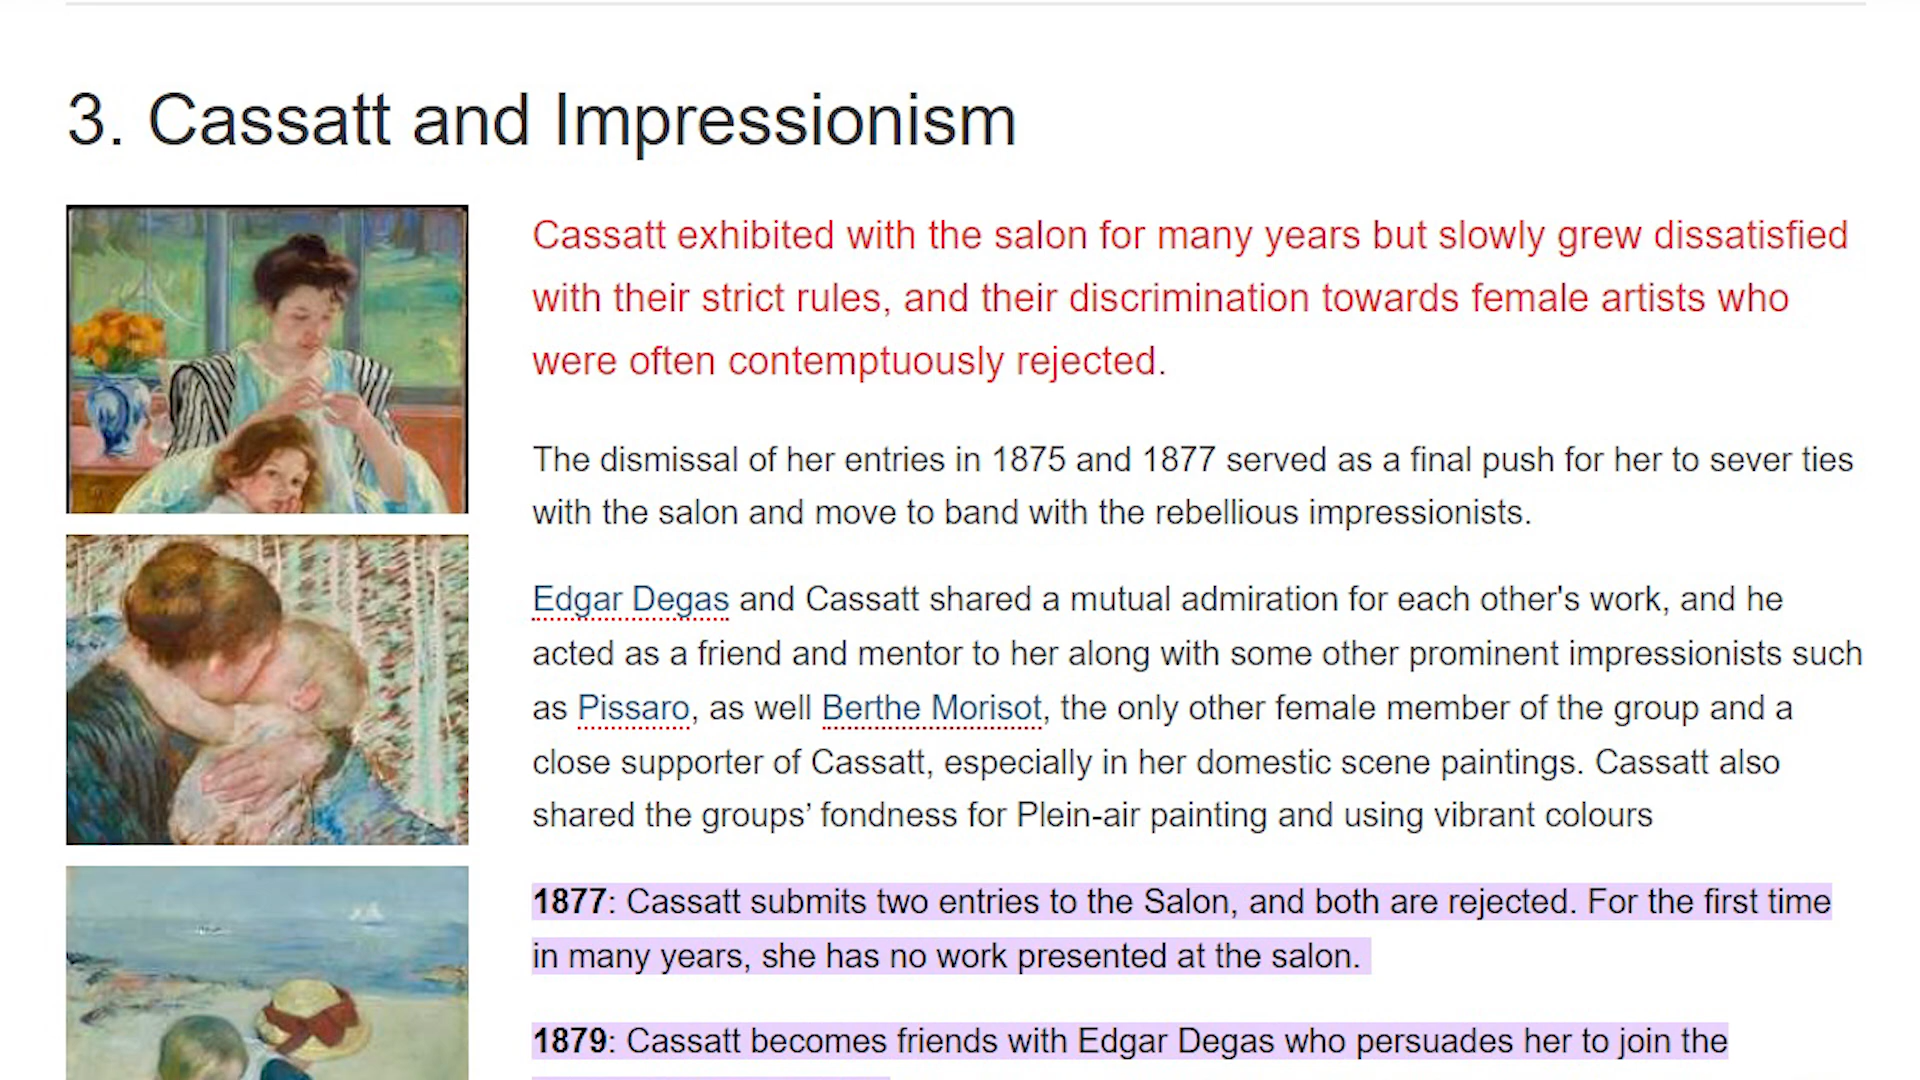 3. Cassatt and Impressionism
Cassatt exhibited with the salon for many years but slowly grew dissatisfied
with their strict rules, and their discrimination towards female artists who
were often contemptuously rejected.
The dismissal of her entries in 1875 and 1877 served as a final push for her to sever ties
with the salon and move to band with the rebellious impressionists.
Edgar Degas and Cassatt shared a mutual admiration for each other's work, and he
acted as a friend and mentor to her along with some other prominent impressionists such
as Pissaro, as well Berthe Morisot, the only other female member of the group and a
close supporter of Cassatt, especially in her domestic scene paintings. Cassatt also
shared the groups’ fondness for Plein-air painting and using vibrant colours
1877: Cassatt submits two entries to the Salon, and both are rejected. For the first time
in many years, she has no work presented at the salon.
1879: Cassatt becomes friends with Edgar Degas who persuades her to join the